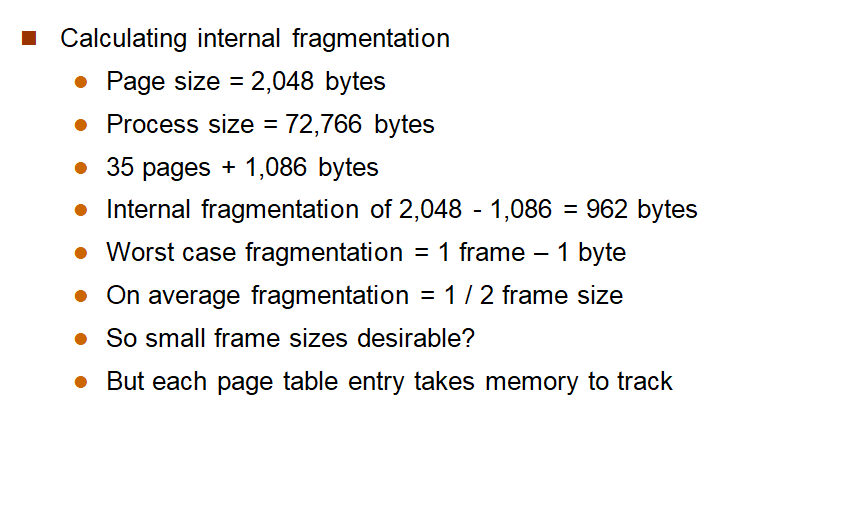 Calculating internal fragmentation
Page size = 2,048 bytes
Process size = 72,766 bytes
35 pages + 1,086 bytes
Internal fragmentation of 2,048 - 1,086 = 962 bytes
Worst case fragmentation = 1 frame – 1 byte
On average fragmentation = 1 / 2 frame size
So small frame sizes desirable?
But each page table entry takes memory to track